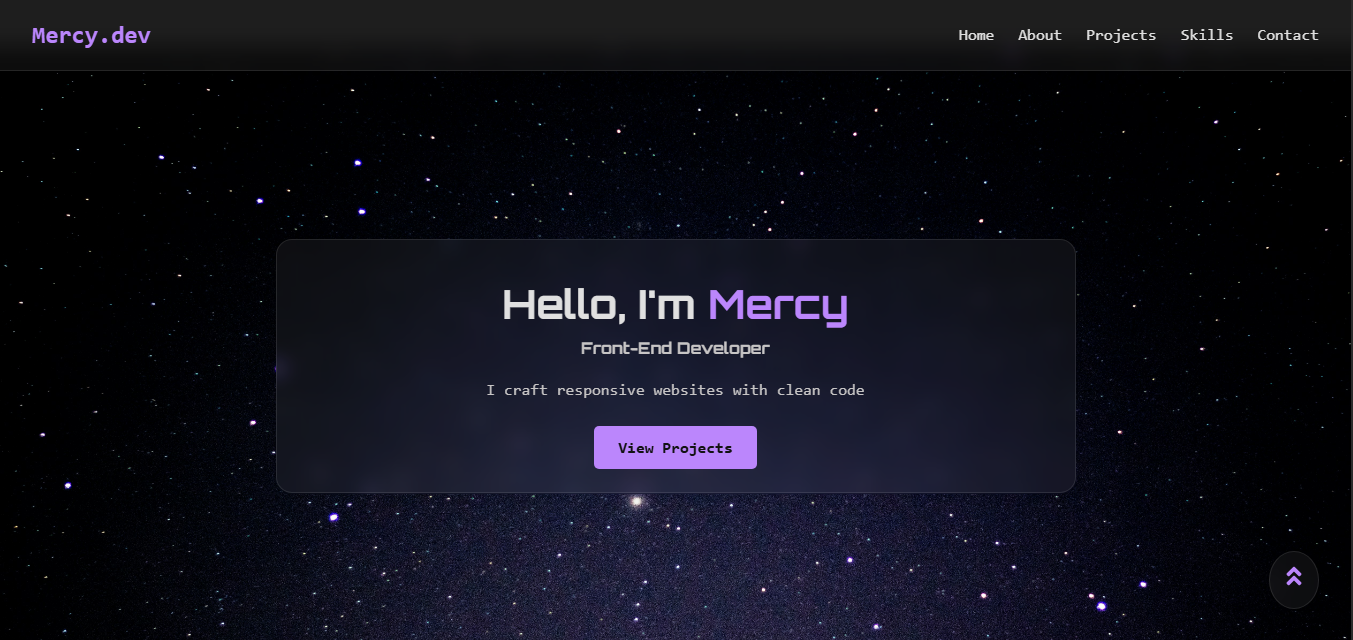 Mercy.dev
Home About Projects Skills Contact
Hello, I'm Mercy
Front-End Developer
I craft responsive websites with clean code
View Projects